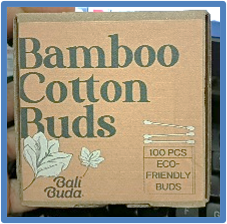 Bamboo
Cotton
Buds
100 PCS
ECO-
FRIENDLY
BUDS
Bali
Buda